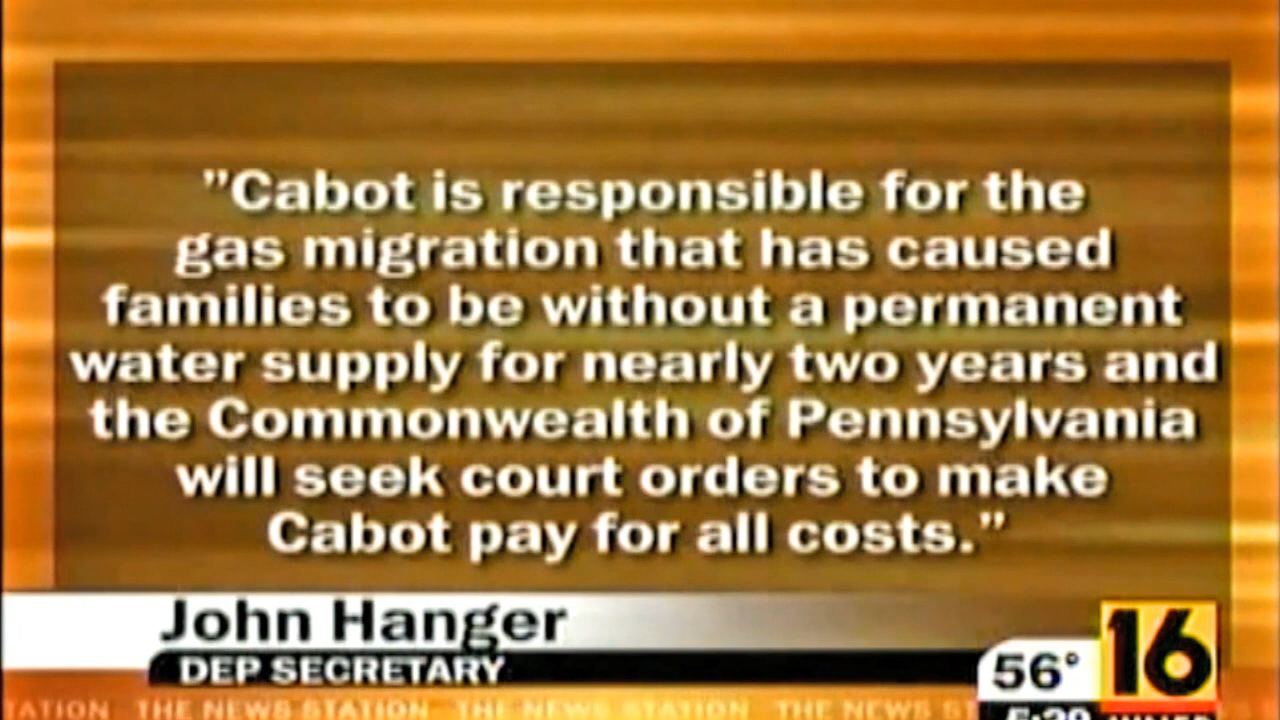 ”Cabot is responsible for the
gas migration that has caused
families to be without a permanent
water supply for nearly two years and
the Commonwealth of Pennsylvania
will seek court orders to make
Cabot pay for all costs.”
John Hanger
DEP SECRETARY
56° 16
TATION THE NEWS STATION THE NEWS STATION THE NEWS ST